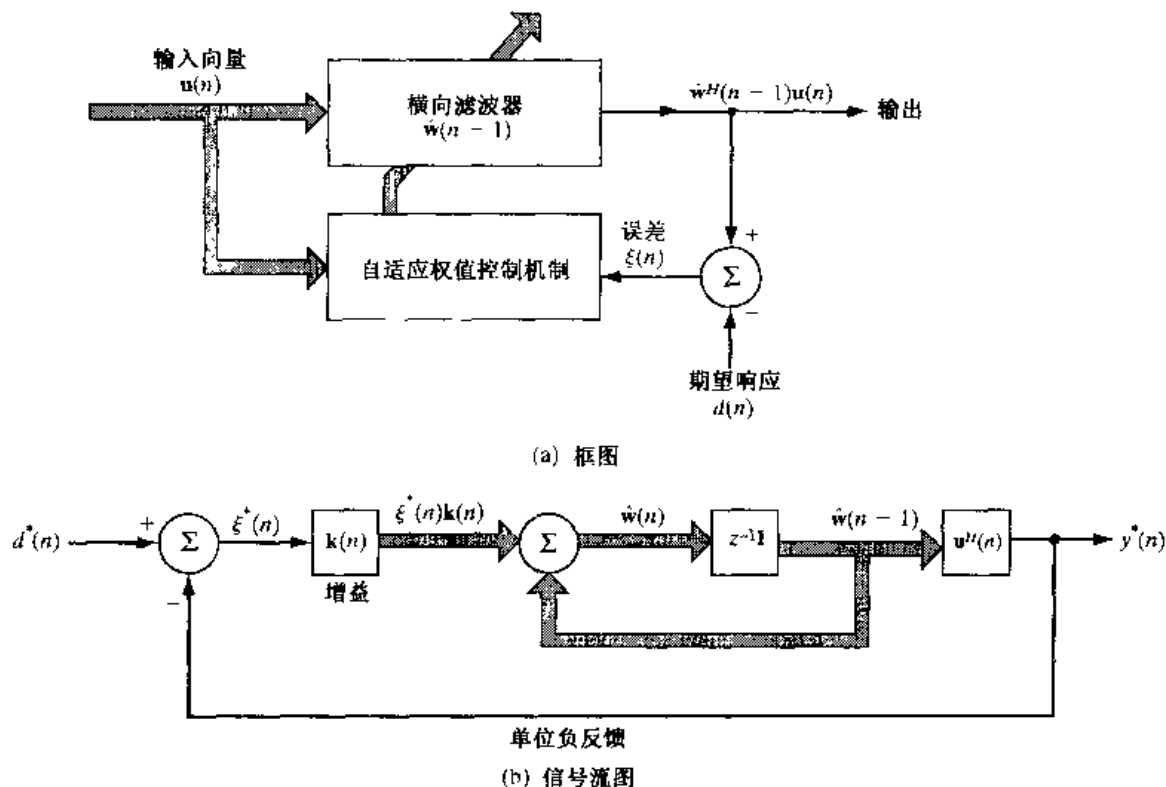 输入向量
u(n)
横向滤波器
ŵ(n − 1)
ŵᴴ(n − 1)u(n)
输出
自适应权值控制机制
误差
ξ(n)
+
Σ
−
期望响应
d(n)
(a) 框图
d*(n)
+
Σ
−
ξ*(n)
k(n)
增益
ξ*(n)k(n)
Σ
ŵ(n)
z⁻¹I
ŵ(n − 1)
uᴴ(n)
y*(n)
单位负反馈
(b) 信号流图